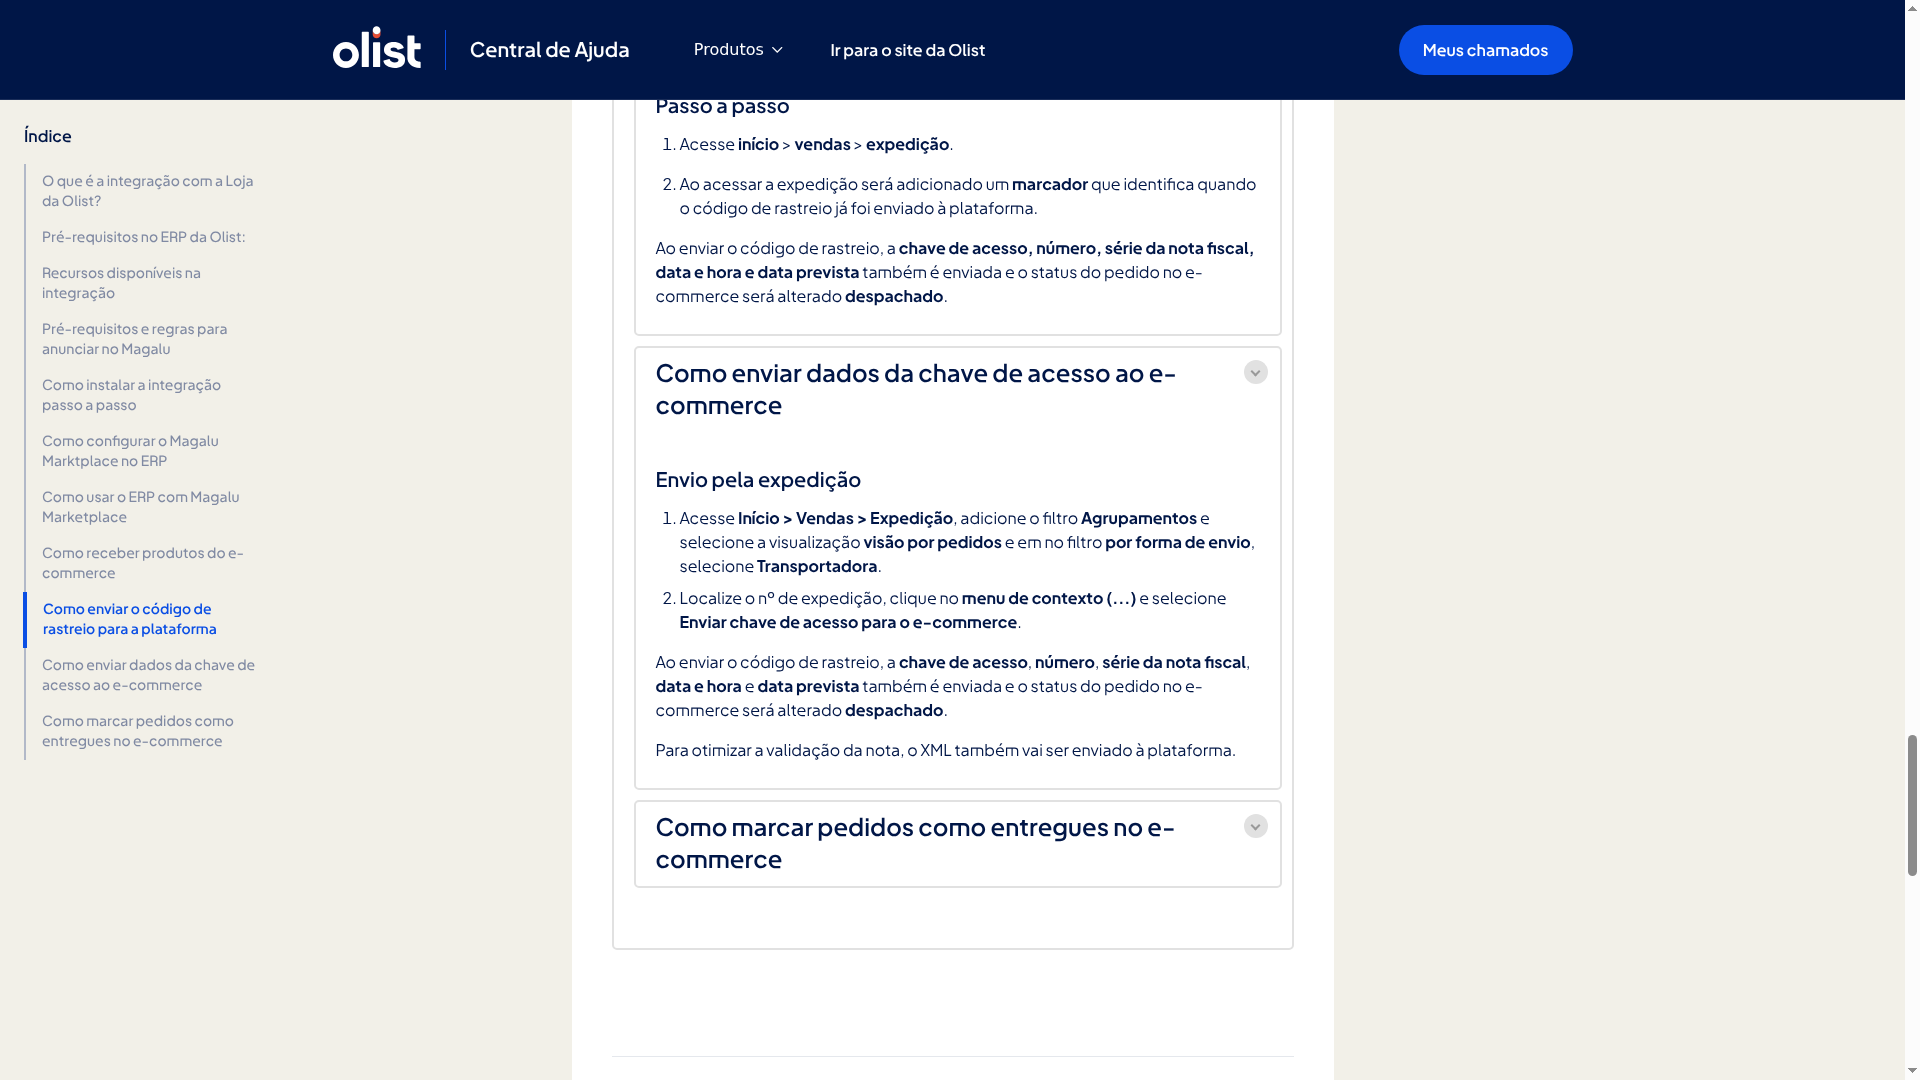 olist
Central de Ajuda
Produtos
Ir para o site da Olist
Meus chamados
Índice
O que é a integração com a Loja
da Olist?
Pré-requisitos no ERP da Olist:
Recursos disponíveis na
integração
Pré-requisitos e regras para
anunciar no Magalu
Como instalar a integração
passo a passo
Como configurar o Magalu
Marktplace no ERP
Como usar o ERP com Magalu
Marketplace
Como receber produtos do e-
commerce
Como enviar o código de
rastreio para a plataforma
Como enviar dados da chave de
acesso ao e-commerce
Como marcar pedidos como
entregues no e-commerce
Passo a passo
1. Acesse início > vendas > expedição.
2. Ao acessar a expedição será adicionado um marcador que identifica quando
o código de rastreio já foi enviado à plataforma.
Ao enviar o código de rastreio, a chave de acesso, número, série da nota fiscal,
data e hora e data prevista também é enviada e o status do pedido no e-
commerce será alterado despachado.
Como enviar dados da chave de acesso ao e-
commerce
Envio pela expedição
1. Acesse Início > Vendas > Expedição, adicione o filtro Agrupamentos e
selecione a visualização visão por pedidos e em no filtro por forma de envio,
selecione Transportadora.
2. Localize o nº de expedição, clique no menu de contexto (...) e selecione
Enviar chave de acesso para o e-commerce.
Ao enviar o código de rastreio, a chave de acesso, número, série da nota fiscal,
data e hora e data prevista também é enviada e o status do pedido no e-
commerce será alterado despachado.
Para otimizar a validação da nota, o XML também vai ser enviado à plataforma.
Como marcar pedidos como entregues no e-
commerce